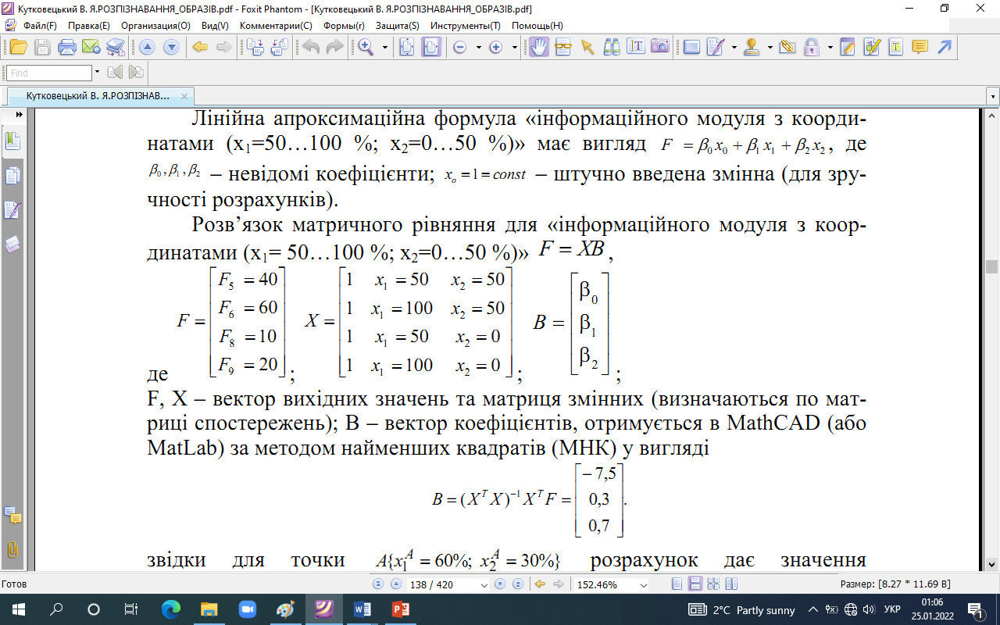 Кутковецький В. Я.РОЗПІЗНАВАННЯ_ОБРАЗІВ.pdf - Foxit Phantom - [Кутковецький В. Я.РОЗПІЗНАВАННЯ_ОБРАЗІВ.pdf]
Файл(F) Правка(E) Организация(O) Вид(V) Комментарии(C) Формы(r) Защита(S) Инструменты(T) Помощь(H)
Find
Кутковецький В. Я.РОЗПІЗНАВ...
Лінійна апроксимаційна формула «інформаційного модуля з коорди-
натами (x₁=50…100 %; x₂=0…50 %)» має вигляд F = β₀x₀ + β₁x₁ + β₂x₂, де
β₀, β₁, β₂ – невідомі коефіцієнти; xₒ = 1 = const – штучно введена змінна (для зру-
чності розрахунків).
Розв’язок матричного рівняння для «інформаційного модуля з коор-
динатами (x₁= 50…100 %; x₂=0…50 %)» F = XB,
де F = [F₅ = 40; F₆ = 60; F₈ = 10; F₉ = 20]; X = [1 x₁ = 50 x₂ = 50; 1 x₁ = 100 x₂ = 50; 1 x₁ = 50 x₂ = 0; 1 x₁ = 100 x₂ = 0]; B = [β₀; β₁; β₂];
F, X – вектор вихідних значень та матриця змінних (визначаються по мат-
риці спостережень); B – вектор коефіцієнтів, отримується в MathCAD (або
MatLab) за методом найменших квадратів (МНК) у вигляді
B = (XᵀX)⁻¹XᵀF = [−7,5; 0,3; 0,7].
звідки для точки A{x₁ᴬ = 60%; x₂ᴬ = 30%} розрахунок дає значення
Готов 138 / 420 152.46% Размер: [8.27 * 11.69 В]
2°C Partly sunny УКР 01:06
25.01.2022 1